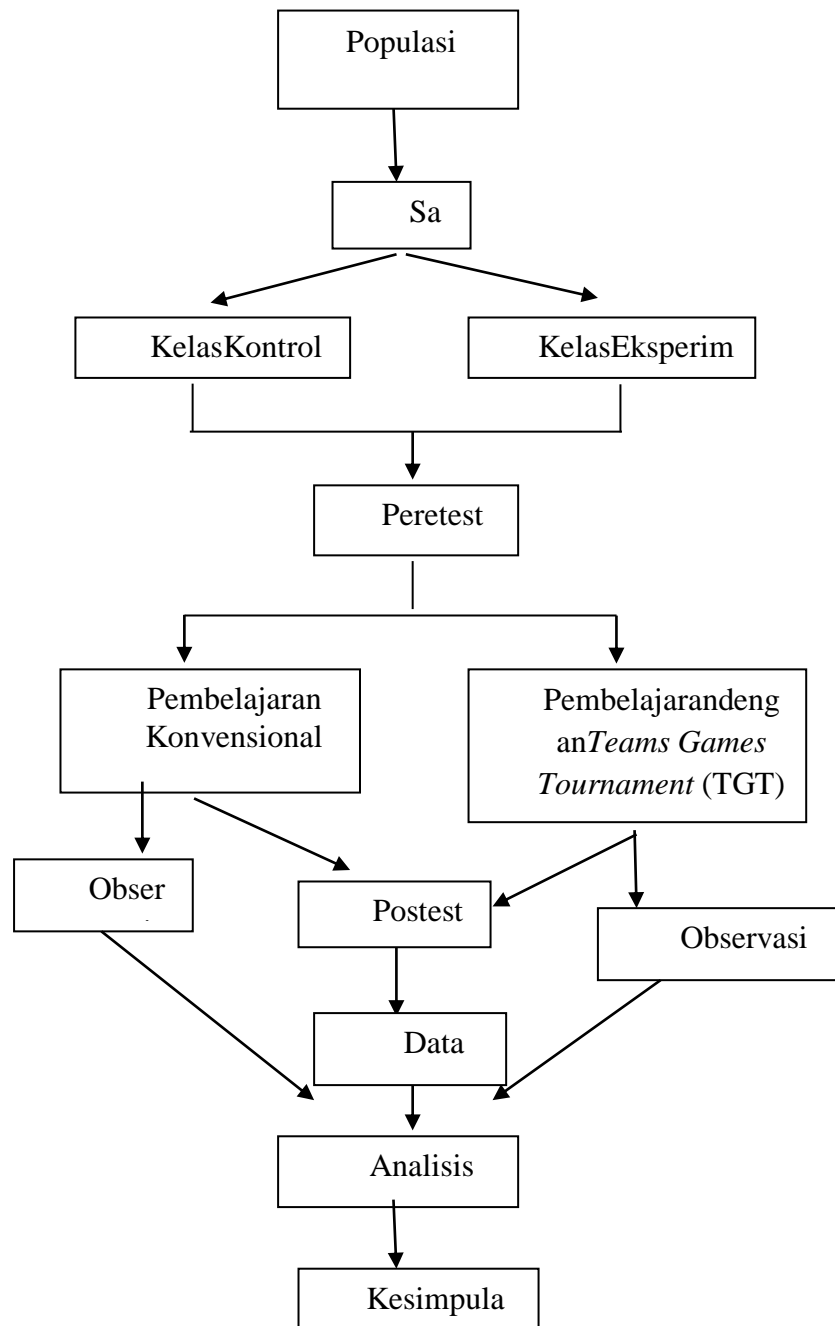 Populasi
Sa
KelasKontrol
KelasEksperim
Peretest
Pembelajaran
Konvensional
Pembelajarandeng
anTeams Games
Tournament (TGT)
Obser
Postest
Observasi
Data
Analisis
Kesimpula